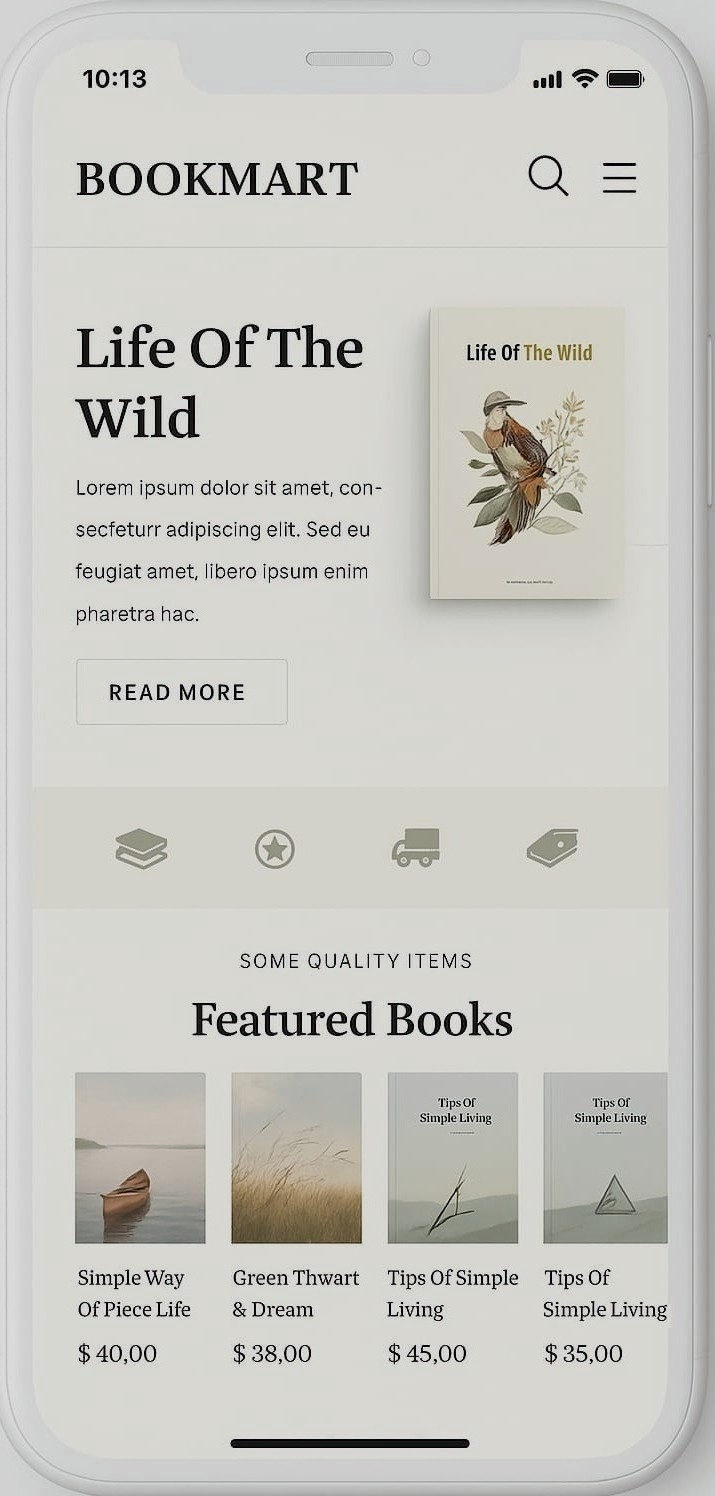 10:13
BOOKMART
Life Of The
Wild
Lorem ipsum dolor sit amet, con-
secfeturr adipiscing elit. Sed eu
feugiat amet, libero ipsum enim
pharetra hac.
READ MORE
Life Of The Wild
SOME QUALITY ITEMS
Featured Books
Tips Of
Simple Living
Tips Of
Simple Living
Simple Way
Of Piece Life
$ 40,00
Green Thwart
& Dream
$ 38,00
Tips Of Simple
Living
$ 45,00
Tips Of
Simple Living
$ 35,00